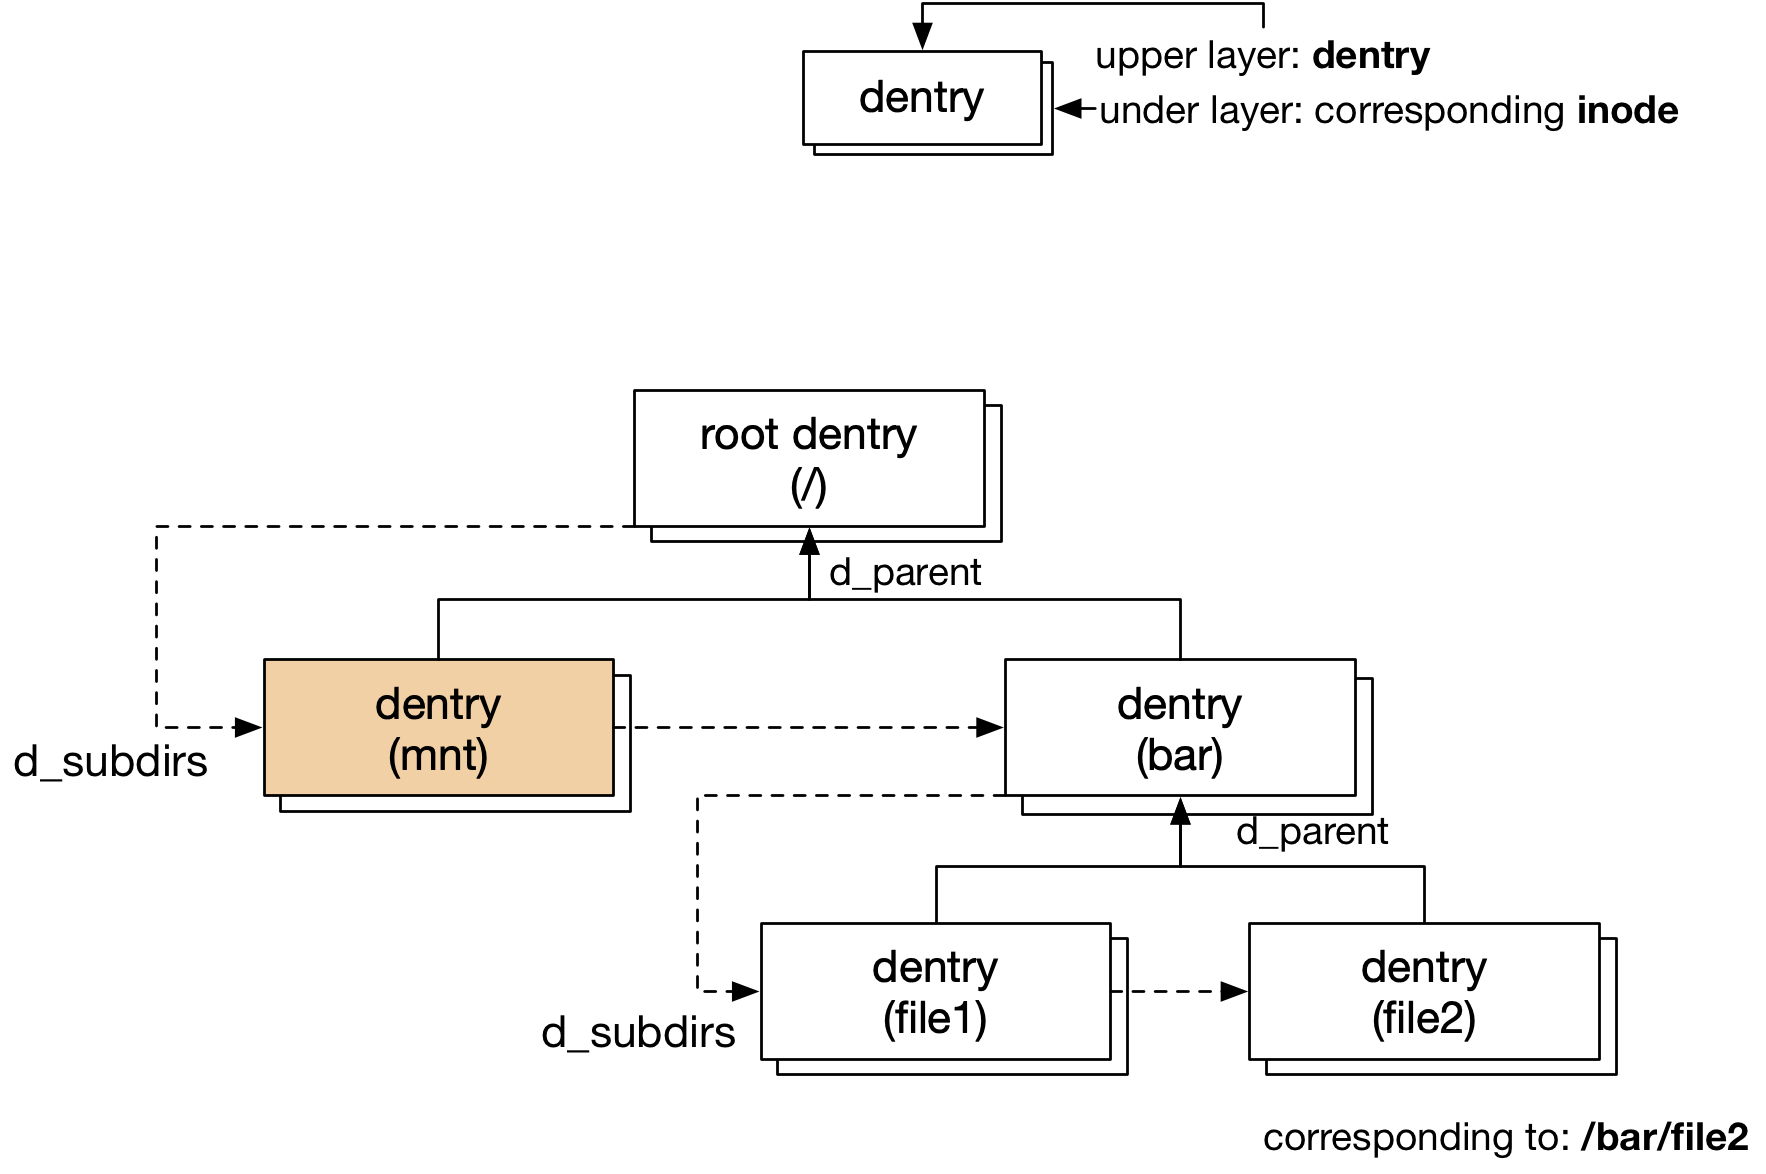 upper layer: dentry
dentry
under layer: corresponding inode
root dentry
(/)
d_parent
dentry
(mnt)
dentry
(bar)
d_subdirs
d_parent
dentry
(file1)
dentry
(file2)
d_subdirs
corresponding to: /bar/file2